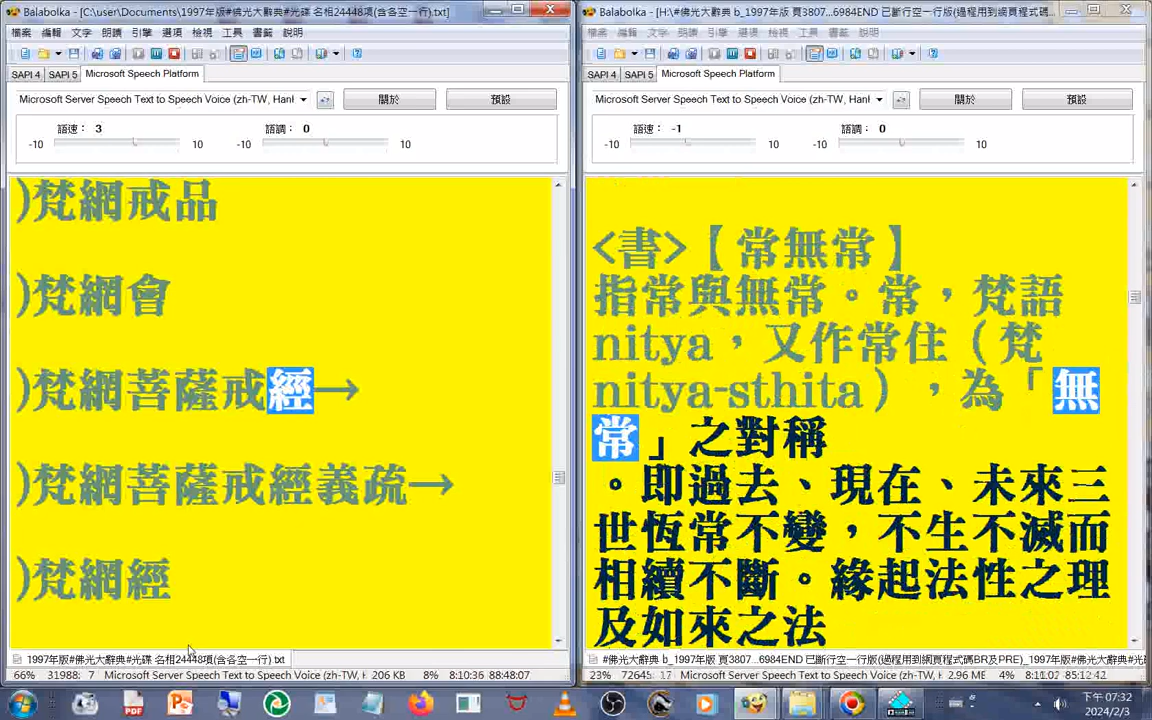 Balabolka - [C:\user\Documents\1997年版#佛光大辭典#光碟 名相24448項(含各空一行).txt]
檔案 編輯 文字 朗讀 引擎 選項 檢視 工具 書籤 說明
SAPI 4 SAPI 5 Microsoft Speech Platform
Microsoft Server Speech Text to Speech Voice (zh-TW, Hanl
關於
預設
語速： 3
語調： 0
-10 10 -10 10
)梵網戒品
)梵網會
)梵網菩薩戒經→
)梵網菩薩戒經義疏→
)梵網經
1997年版#佛光大辭典#光碟 名相24448項(含各空一行).txt
66% 31988: 7 Microsoft Server Speech Text to Speech Voice (zh-TW, H 206 KB 8% 8:10:36 88:48:07
Balabolka - [H:\#佛光大辭典 b_1997年版 頁3807...6984END 已斷行空一行版(過程用到網頁程式碼
檔案 編輯 文字 朗讀 引擎 選項 檢視 工具 書籤 說明
SAPI 4 SAPI 5 Microsoft Speech Platform
Microsoft Server Speech Text to Speech Voice (zh-TW, Hanl
關於
預設
語速： -1
語調： 0
-10 10 -10 10
<書>【常無常】
指常與無常。常，梵語
nitya，又作常住（梵
nitya-sthita），為「無
常」之對稱
。即過去、現在、未來三
世恆常不變，不生不滅而
相續不斷。緣起法性之理
及如來之法
#佛光大辭典 b_1997年版 頁3807...6984END 已斷行空一行版(過程用到網頁程式碼BR及PRE)_1997年版#光
23% 72645: 17 Microsoft Server Speech Text to Speech Voice (zh-TW, H 2.96 MB 4% 8:11:02 85:12:42
下午 07:32
2024/2/3